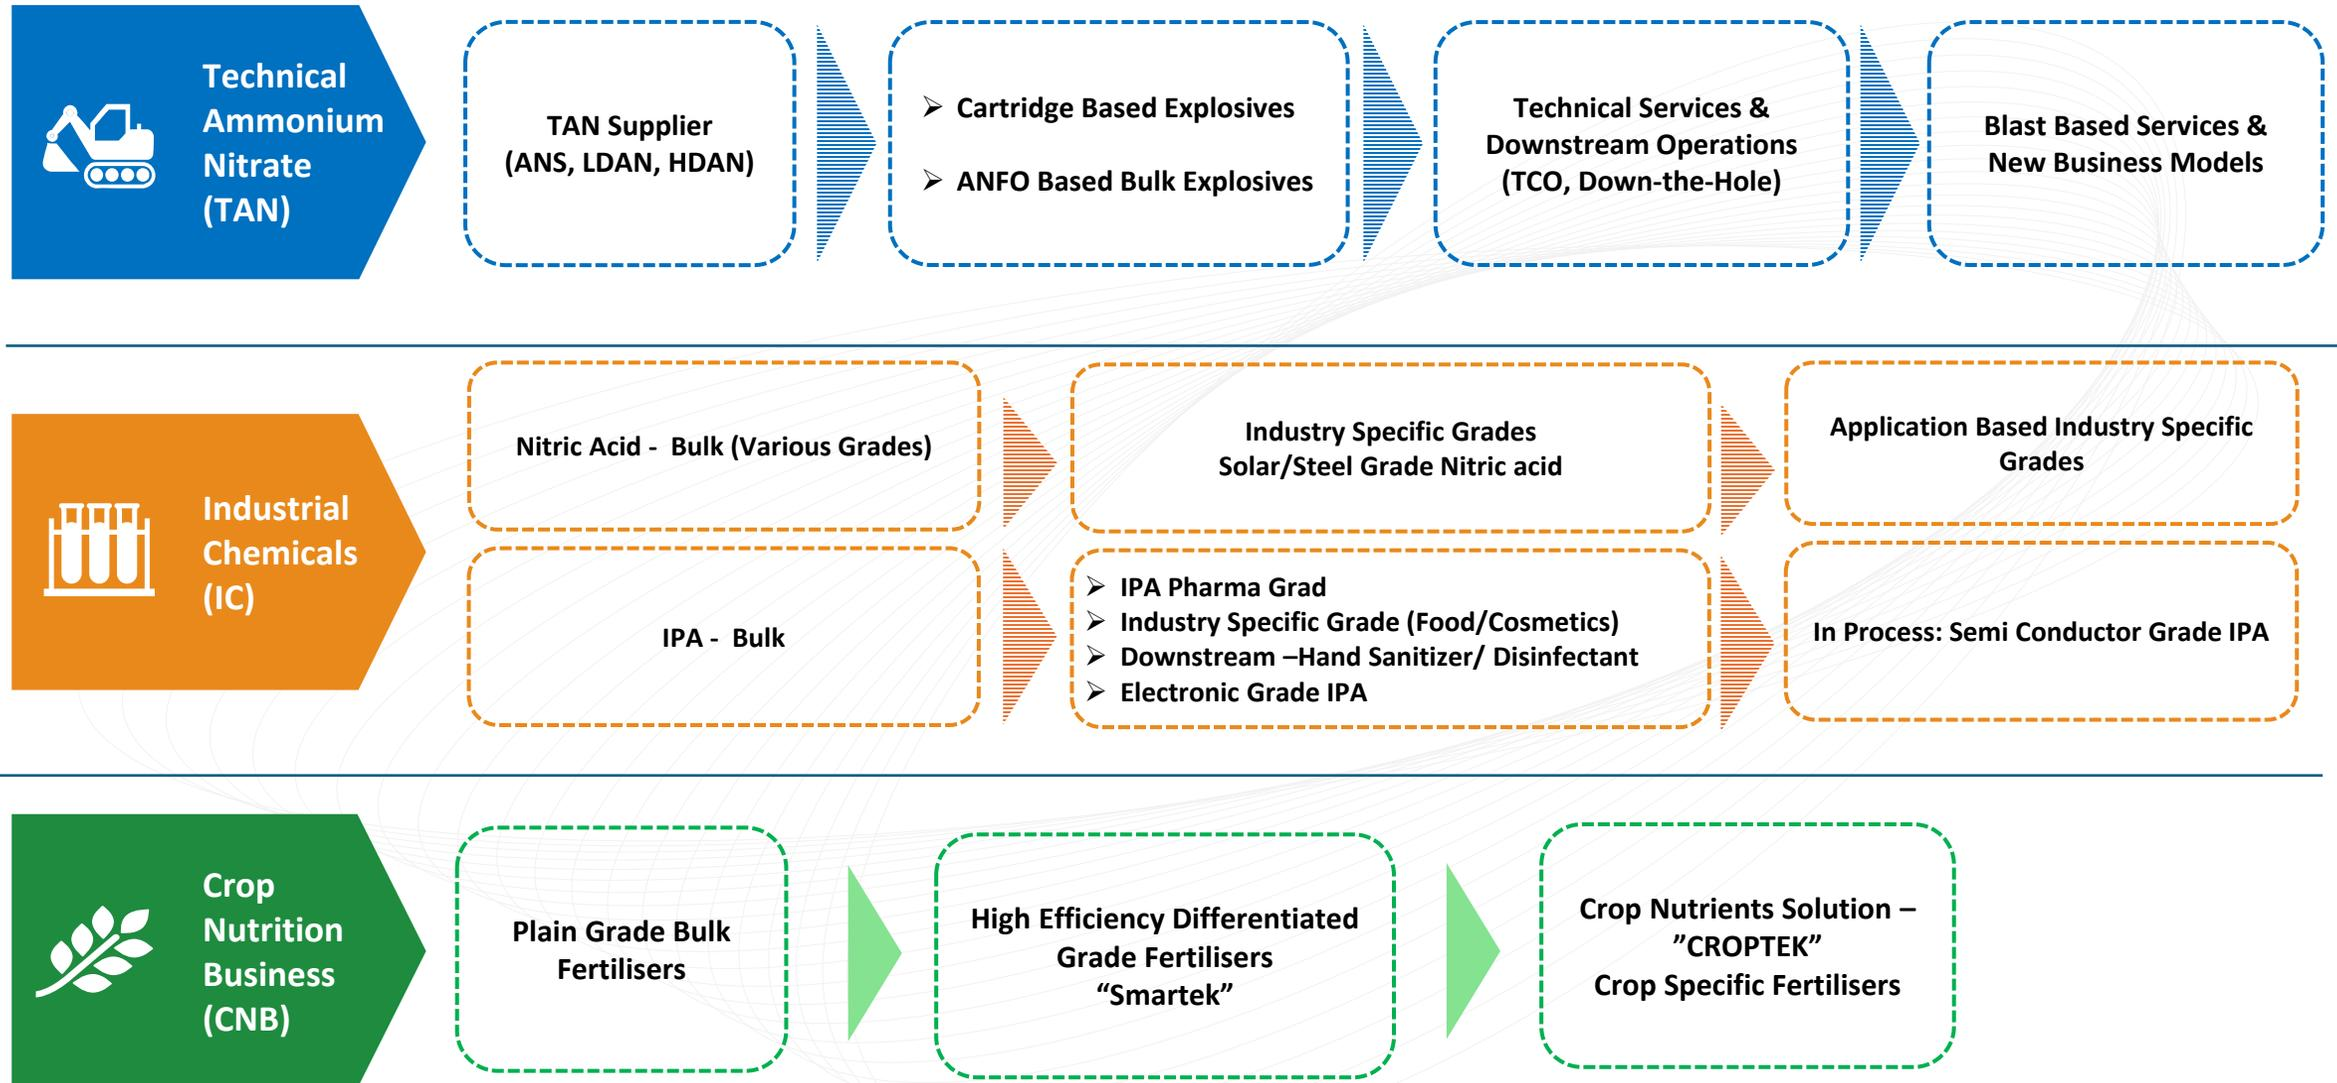 Technical
Ammonium
Nitrate
(TAN)
TAN Supplier
(ANS, LDAN, HDAN)
➢ Cartridge Based Explosives
➢ ANFO Based Bulk Explosives
Technical Services &
Downstream Operations
(TCO, Down-the-Hole)
Blast Based Services &
New Business Models
Industrial
Chemicals
(IC)
Nitric Acid -  Bulk (Various Grades)
Industry Specific Grades
Solar/Steel Grade Nitric acid
Application Based Industry Specific
Grades
IPA -  Bulk
➢ IPA Pharma Grad
➢ Industry Specific Grade (Food/Cosmetics)
➢ Downstream –Hand Sanitizer/ Disinfectant
➢ Electronic Grade IPA
In Process: Semi Conductor Grade IPA
Crop
Nutrition
Business
(CNB)
Plain Grade Bulk
Fertilisers
High Efficiency Differentiated
Grade Fertilisers
“Smartek”
Crop Nutrients Solution –
”CROPTEK”
Crop Specific Fertilisers